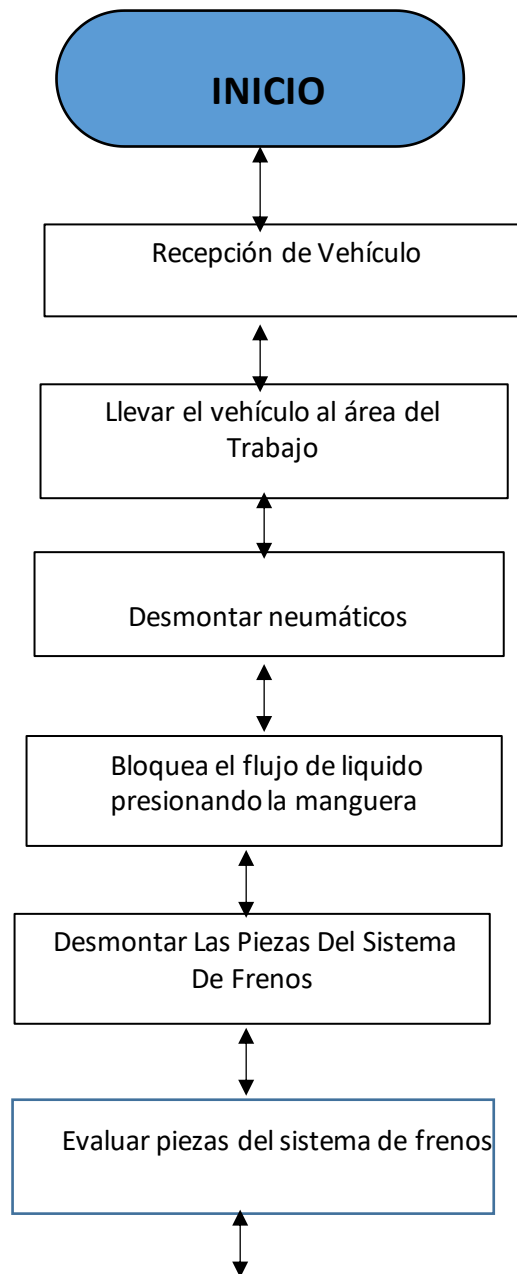 INICIO
Recepción de Vehículo
Llevar el vehículo al área del
Trabajo
Desmontar neumáticos
Bloquea el flujo de liquido
presionando la manguera
Desmontar Las Piezas Del Sistema
De Frenos
Evaluar piezas del sistema de frenos